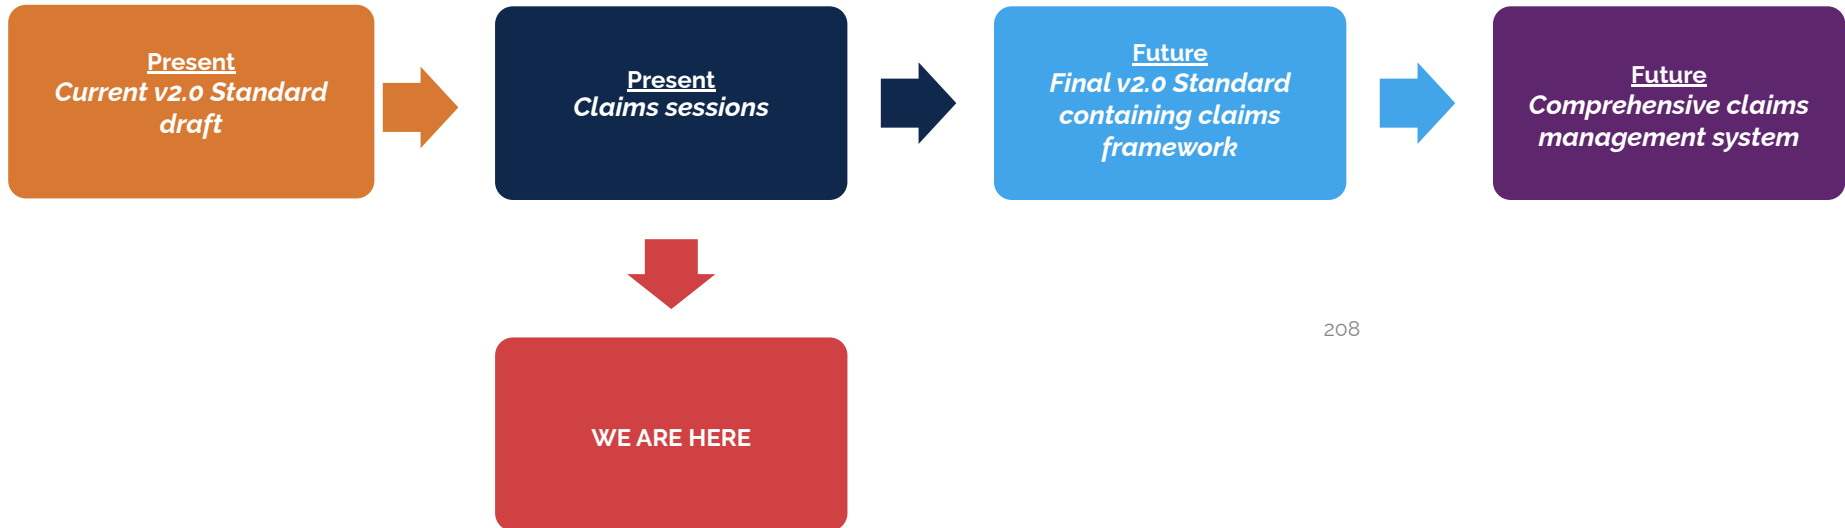 Present
Current v2.0 Standard
draft
Present
Claims sessions
Future
Final v2.0 Standard
containing claims
framework
Future
Comprehensive claims
management system
208
WE ARE HERE